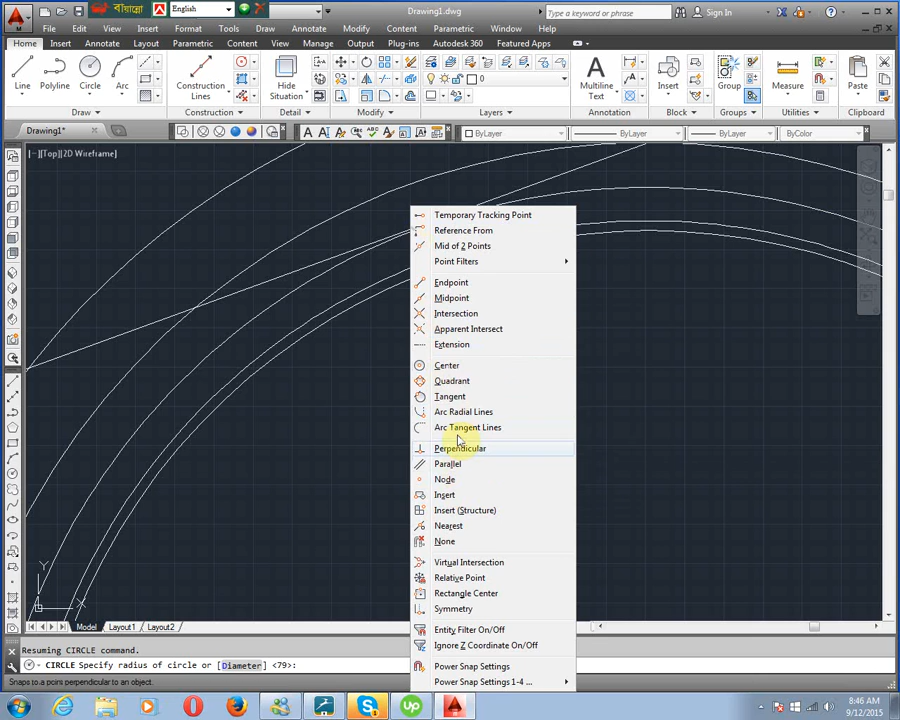 বায়ান্নো English Drawing1.dwg Type a keyword or phrase Sign In
File Edit View Insert Format Tools Draw Annotate Modify Content Parametric Window Help
Home Insert Annotate Layout Parametric Content View Manage Output Plug-ins Autodesk 360 Featured Apps
Line Polyline Circle Arc Construction Lines Hide Situation 0 Multiline Text Insert Group Measure Paste
Draw Construction Detail Modify Layers Annotation Block Groups Utilities Clipboard
Drawing1* ByLayer ByLayer ByLayer ByColor
[−][Top][2D Wireframe]
Temporary Tracking Point
Reference From
Mid of 2 Points
Point Filters
Endpoint
Midpoint
Intersection
Apparent Intersect
Extension
Center
Quadrant
Tangent
Arc Radial Lines
Arc Tangent Lines
Perpendicular
Parallel
Node
Insert
Insert (Structure)
Nearest
None
Virtual Intersection
Relative Point
Rectangle Center
Symmetry
Entity Filter On/Off
Ignore Z Coordinate On/Off
Power Snap Settings
Power Snap Settings 1-4 ...
Y
X
Model Layout1 Layout2
Resuming CIRCLE command.
CIRCLE Specify radius of circle or [Diameter] <79>:
Snaps to a point perpendicular to an object.
8:46 AM
9/12/2015